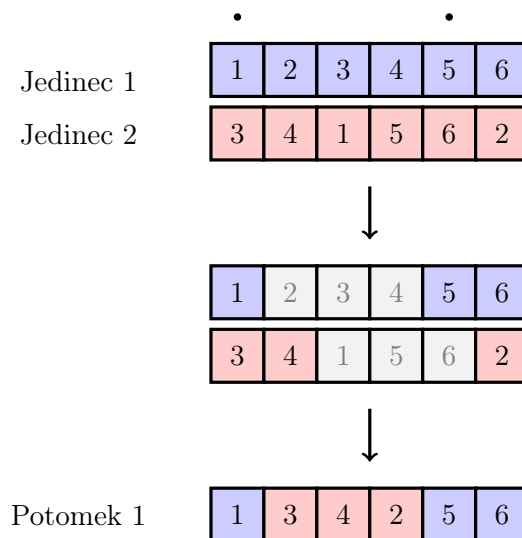 Jedinec 1 1 2 3 4 5 6
Jedinec 2 3 4 1 5 6 2
1 2 3 4 5 6
3 4 1 5 6 2
Potomek 1 1 3 4 2 5 6